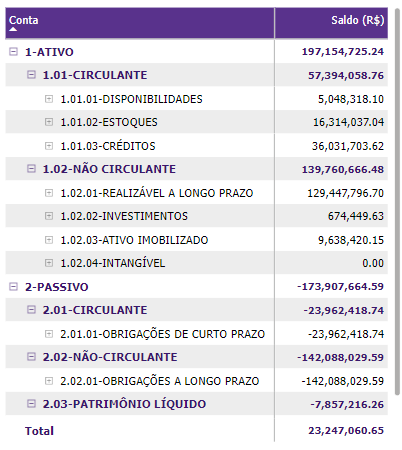 Conta Saldo (R$)
1-ATIVO 197,154,725.24
1.01-CIRCULANTE 57,394,058.76
1.01.01-DISPONIBILIDADES 5,048,318.10
1.01.02-ESTOQUES 16,314,037.04
1.01.03-CRÉDITOS 36,031,703.62
1.02-NÃO CIRCULANTE 139,760,666.48
1.02.01-REALIZÁVEL A LONGO PRAZO 129,447,796.70
1.02.02-INVESTIMENTOS 674,449.63
1.02.03-ATIVO IMOBILIZADO 9,638,420.15
1.02.04-INTANGÍVEL 0.00
2-PASSIVO -173,907,664.59
2.01-CIRCULANTE -23,962,418.74
2.01.01-OBRIGAÇÕES DE CURTO PRAZO -23,962,418.74
2.02-NÃO-CIRCULANTE -142,088,029.59
2.02.01-OBRIGAÇÕES A LONGO PRAZO -142,088,029.59
2.03-PATRIMÔNIO LÍQUIDO -7,857,216.26
Total 23,247,060.65